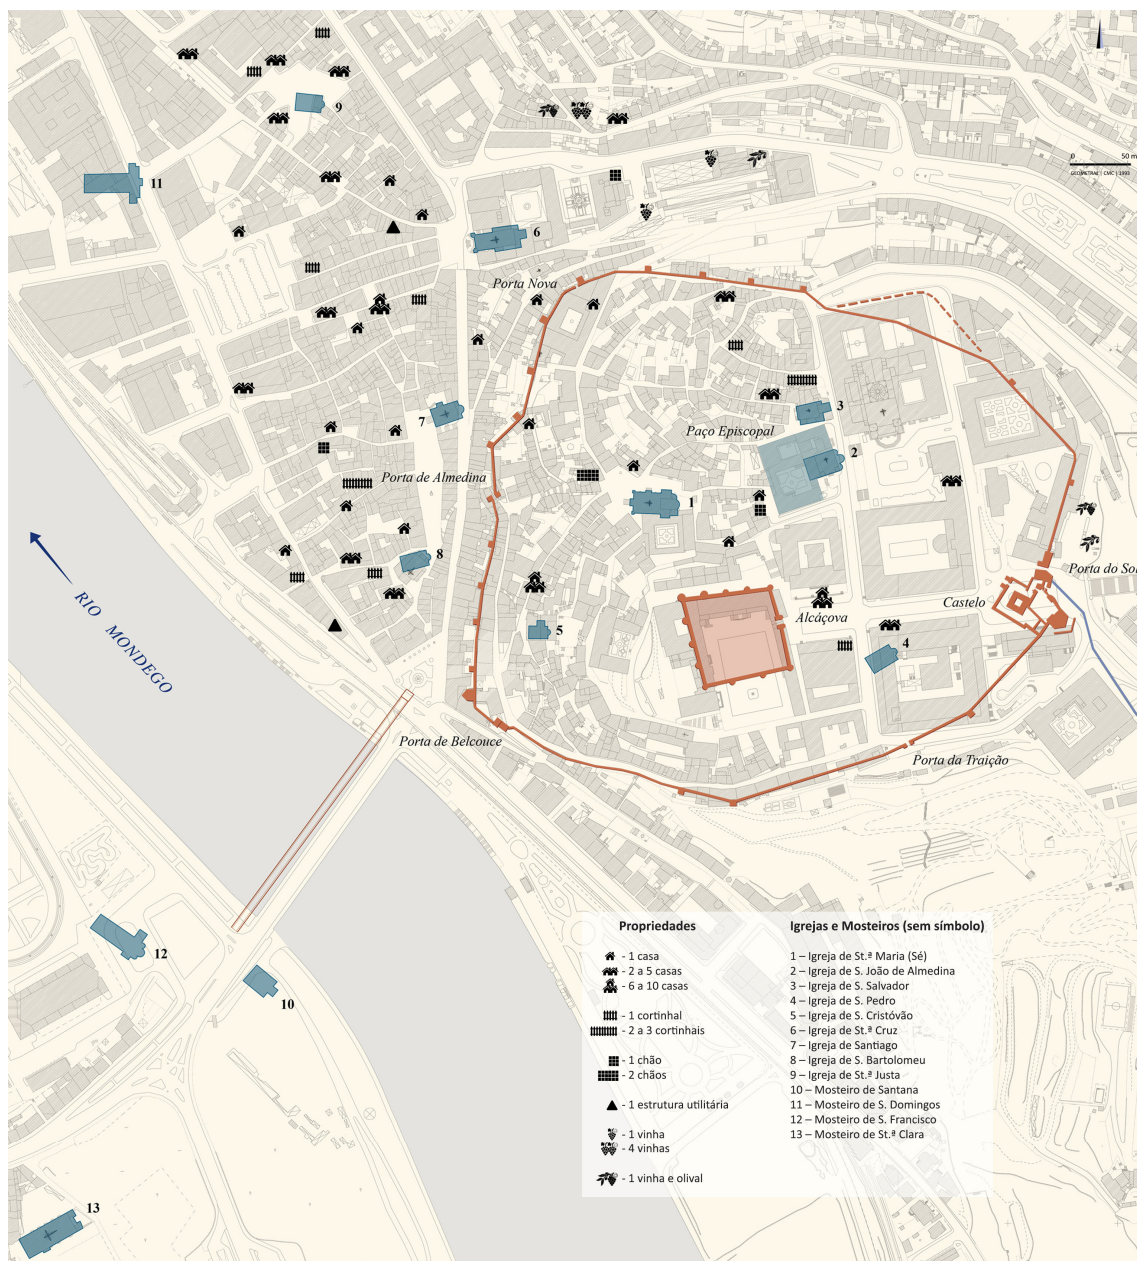 9
11
6
0 50 m
GEOMETRAL | CMC | 1993
Porta Nova
7
3
Paço Episcopal
2
Porta de Almedina
1
8
Porta do Sol
Castelo
Alcáçova
5
4
RIO MONDEGO
Porta de Belcouce
Porta da Traição
12
10
13
Propriedades
- 1 casa
- 2 a 5 casas
- 6 a 10 casas
- 1 cortinhal
- 2 a 3 cortinhais
- 1 chão
- 2 chãos
- 1 estrutura utilitária
- 1 vinha
- 4 vinhas
- 1 vinha e olival
Igrejas e Mosteiros (sem símbolo)
1 – Igreja de St.ª Maria (Sé)
2 – Igreja de S. João de Almedina
3 – Igreja de S. Salvador
4 – Igreja de S. Pedro
5 – Igreja de S. Cristóvão
6 – Igreja de St.ª Cruz
7 – Igreja de Santiago
8 – Igreja de S. Bartolomeu
9 – Igreja de St.ª Justa
10 – Mosteiro de Santana
11 – Mosteiro de S. Domingos
12 – Mosteiro de S. Francisco
13 – Mosteiro de St.ª Clara